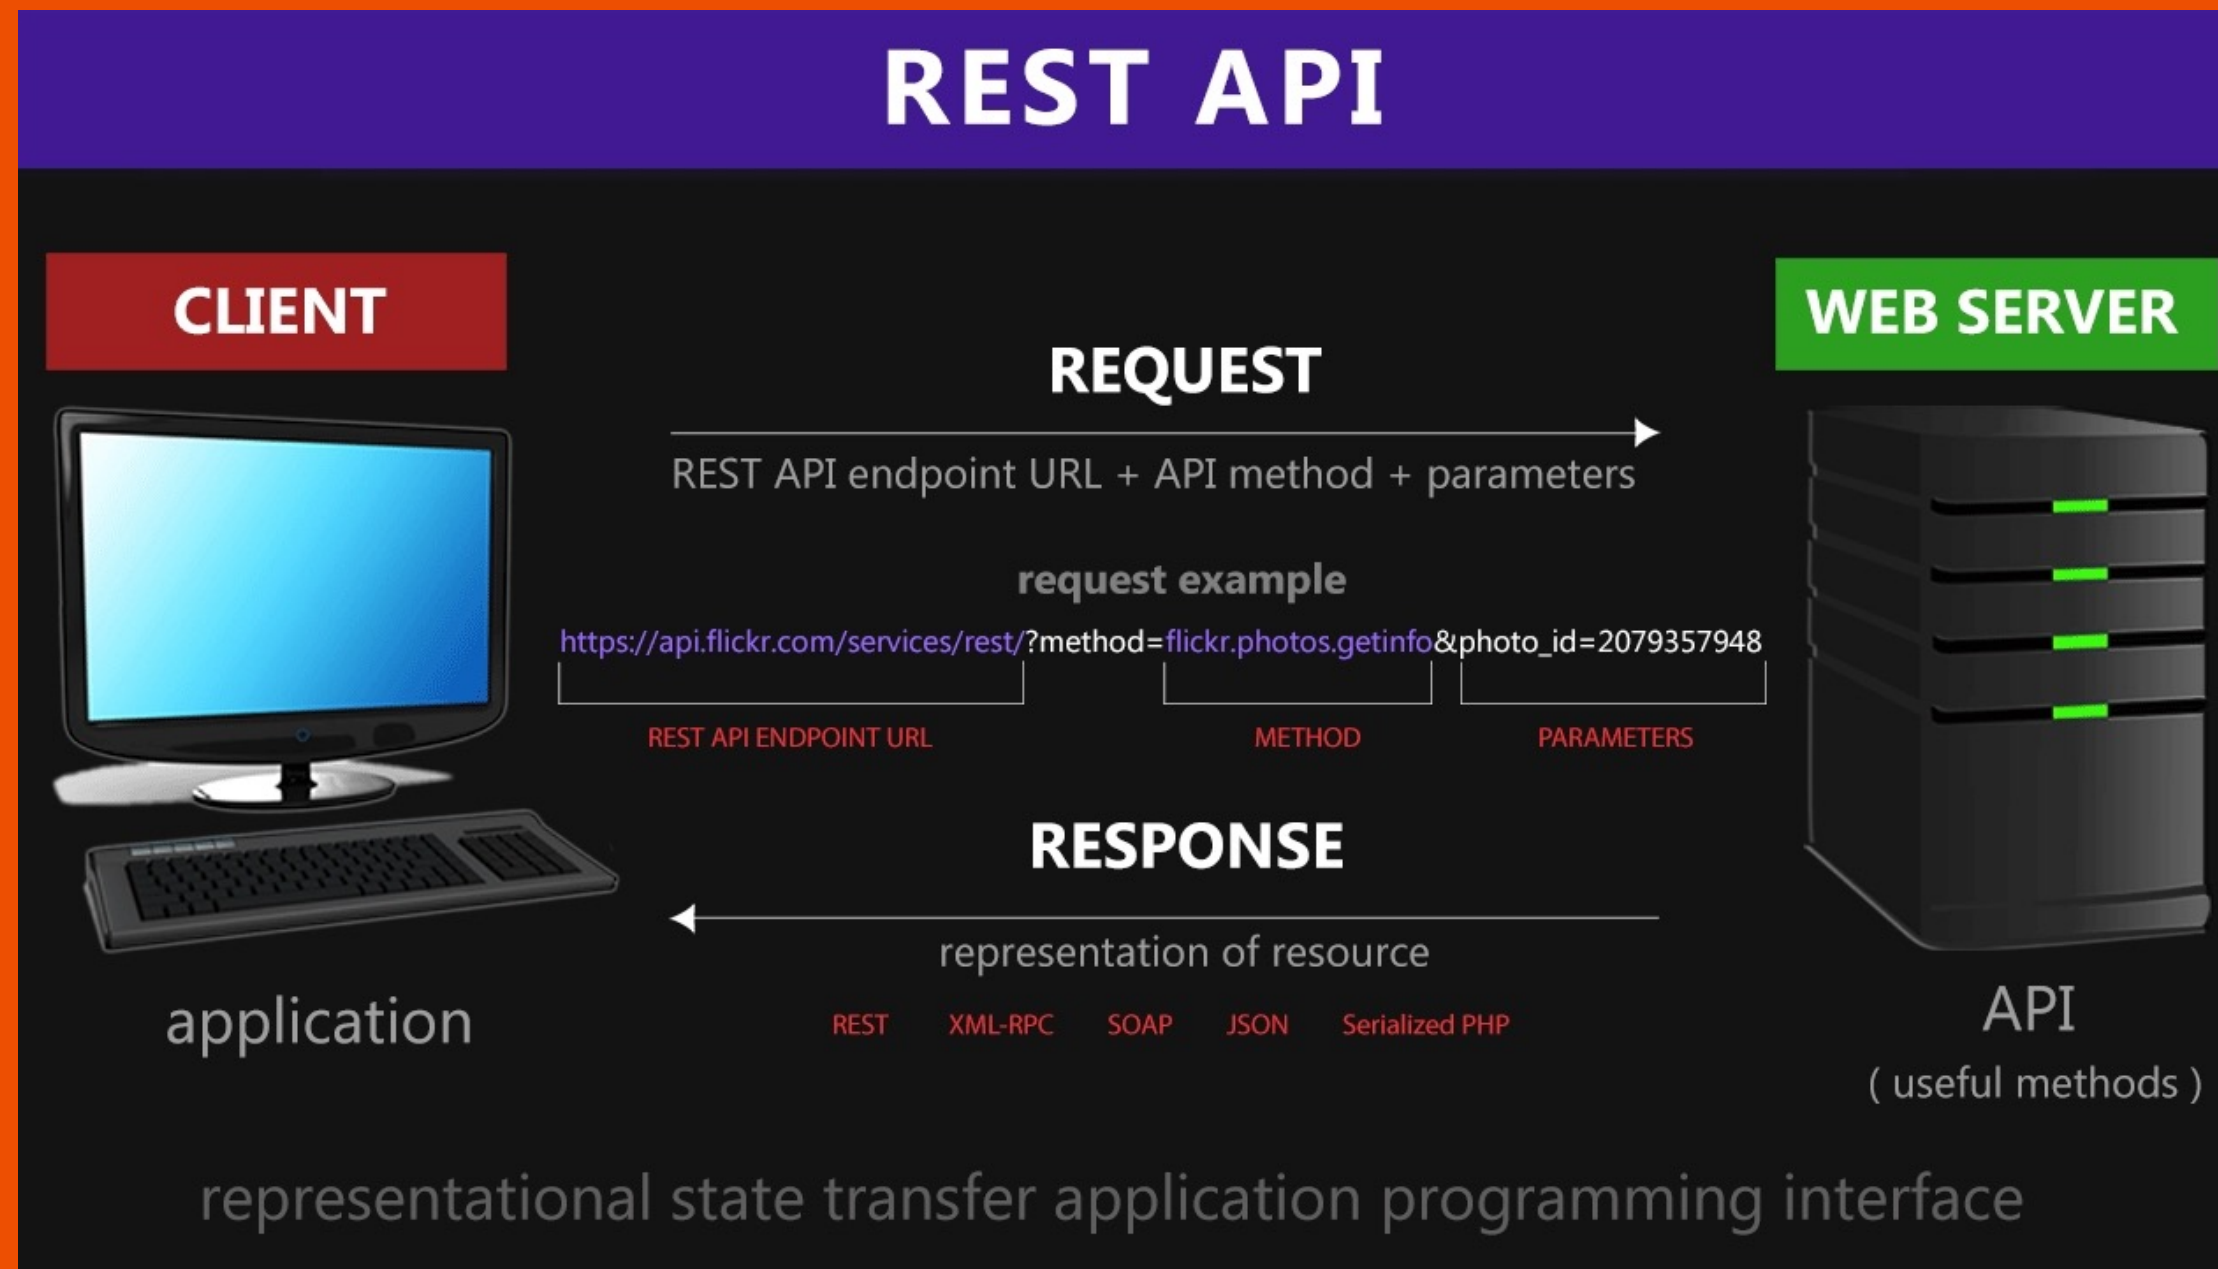 REST API
CLIENT
WEB SERVER
REQUEST
REST API endpoint URL + API method + parameters
request example
https://api.flickr.com/services/rest/?method=flickr.photos.getinfo&photo_id=2079357948
REST API ENDPOINT URL METHOD PARAMETERS
RESPONSE
representation of resource
REST XML-RPC SOAP JSON Serialized PHP
application
API
( useful methods )
representational state transfer application programming interface